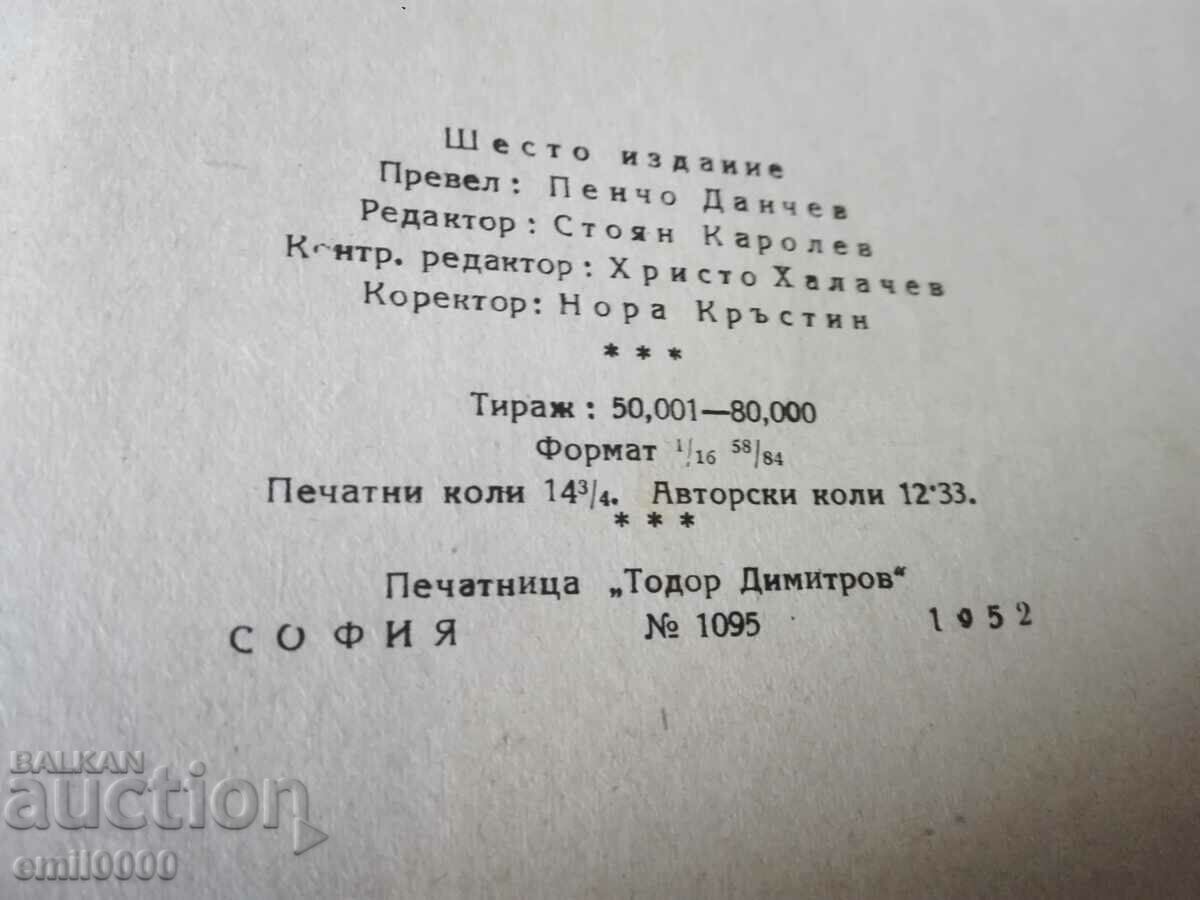 Шесто издание
Превел: Пенчо Данчев
Редактор: Стоян Каролев
Контр. редактор: Христо Халачев
Коректор: Нора Кръстин
* * *
Тираж: 50,001—80,000
Формат 1/16 58/84
Печатни коли 14 3/4. Авторски коли 12·33.
* * *
Печатница „Тодор Димитров“
СОФИЯ № 1095 1952
BALKAN
auction
emil0000